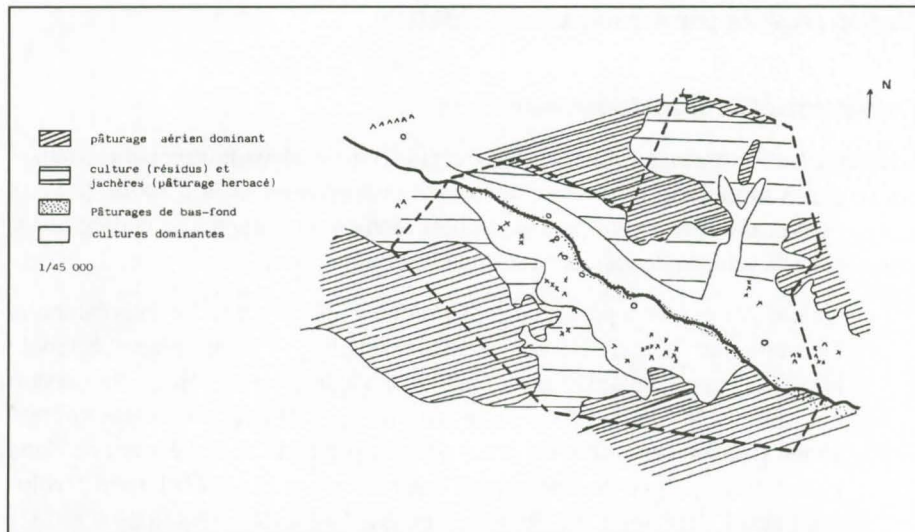 N
pâturage aérien dominant
culture (résidus) et
jachères (pâturage herbacé)
Pâturages de bas-fond
cultures dominantes
1/45 000